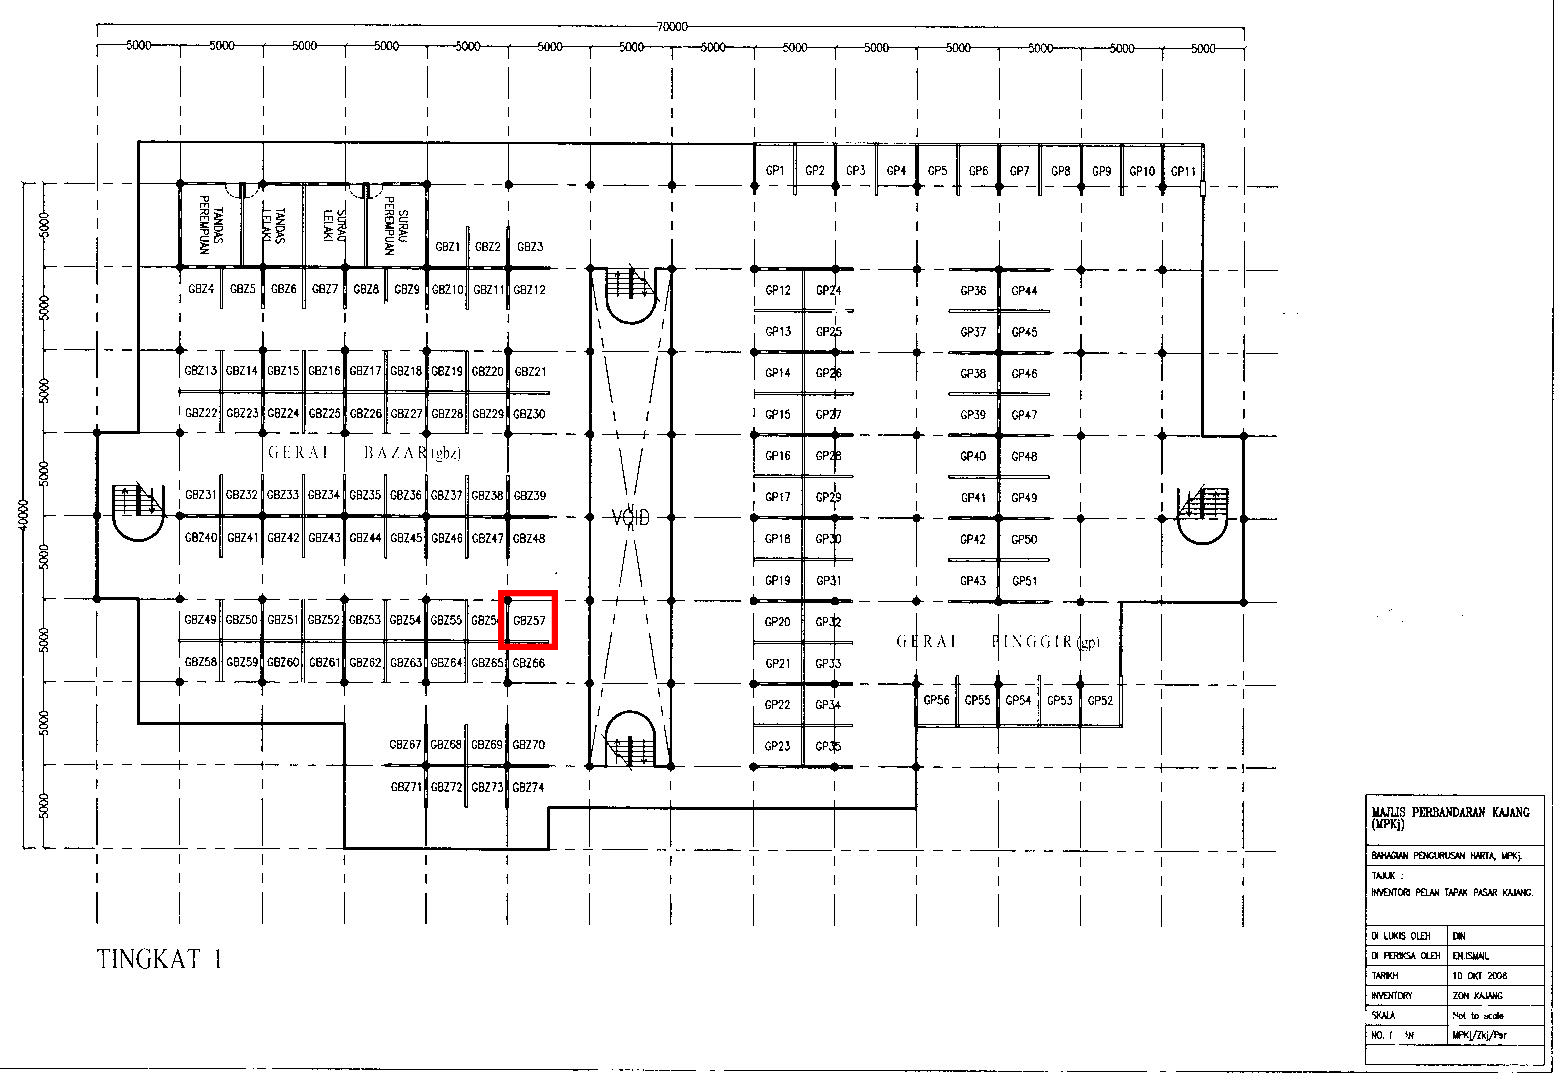 70000
5000 5000 5000 5000 5000 5000 5000 5000 5000 5000 5000 5000 5000 5000
GP1 GP2 GP3 GP4 GP5 GP6 GP7 GP8 GP9 GP10 GP11
TANDAS PEREMPUAN
TANDAS LELAKI
SURAU LELAKI
SURAU PEREMPUAN
5000
GBZ1 GBZ2 GBZ3
GBZ4 GBZ5 GBZ6 GBZ7 GBZ8 GBZ9 GBZ10 GBZ11 GBZ12
GP12 GP24 GP36 GP44
5000
GP13 GP25 GP37 GP45
GBZ13 GBZ14 GBZ15 GBZ16 GBZ17 GBZ18 GBZ19 GBZ20 GBZ21
GP14 GP26 GP38 GP46
5000
GBZ22 GBZ23 GBZ24 GBZ25 GBZ26 GBZ27 GBZ28 GBZ29 GBZ30
GP15 GP27 GP39 GP47
GERAI BAZAR(gbz)
GP16 GP28 GP40 GP48
5000
GBZ31 GBZ32 GBZ33 GBZ34 GBZ35 GBZ36 GBZ37 GBZ38 GBZ39
GP17 GP29 GP41 GP49
40000
VOID
GBZ40 GBZ41 GBZ42 GBZ43 GBZ44 GBZ45 GBZ46 GBZ47 GBZ48
GP18 GP30 GP42 GP50
5000
GP19 GP31 GP43 GP51
GBZ49 GBZ50 GBZ51 GBZ52 GBZ53 GBZ54 GBZ55 GBZ56 GBZ57
GP20 GP32
5000
GERAI PINGGIR(gp)
GBZ58 GBZ59 GBZ60 GBZ61 GBZ62 GBZ63 GBZ64 GBZ65 GBZ66
GP21 GP33
GP22 GP34
GP56 GP55 GP54 GP53 GP52
5000
GBZ67 GBZ68 GBZ69 GBZ70
GP23 GP35
GBZ71 GBZ72 GBZ73 GBZ74
5000
TINGKAT 1
MAJLIS PERBANDARAN KAJANG
(MPKj)
BAHAGIAN PENGURUSAN HARTA, MPKj.
TAJUK :
INVENTORI PELAN TAPAK PASAR KAJANG.
DI LUKIS OLEH DIN
DI PERIKSA OLEH EN.ISMAIL
TARIKH 10 OKT 2008
INVENTORY ZON KAJANG
SKALA Not to scale
NO. MPKj/Zkj/Psr